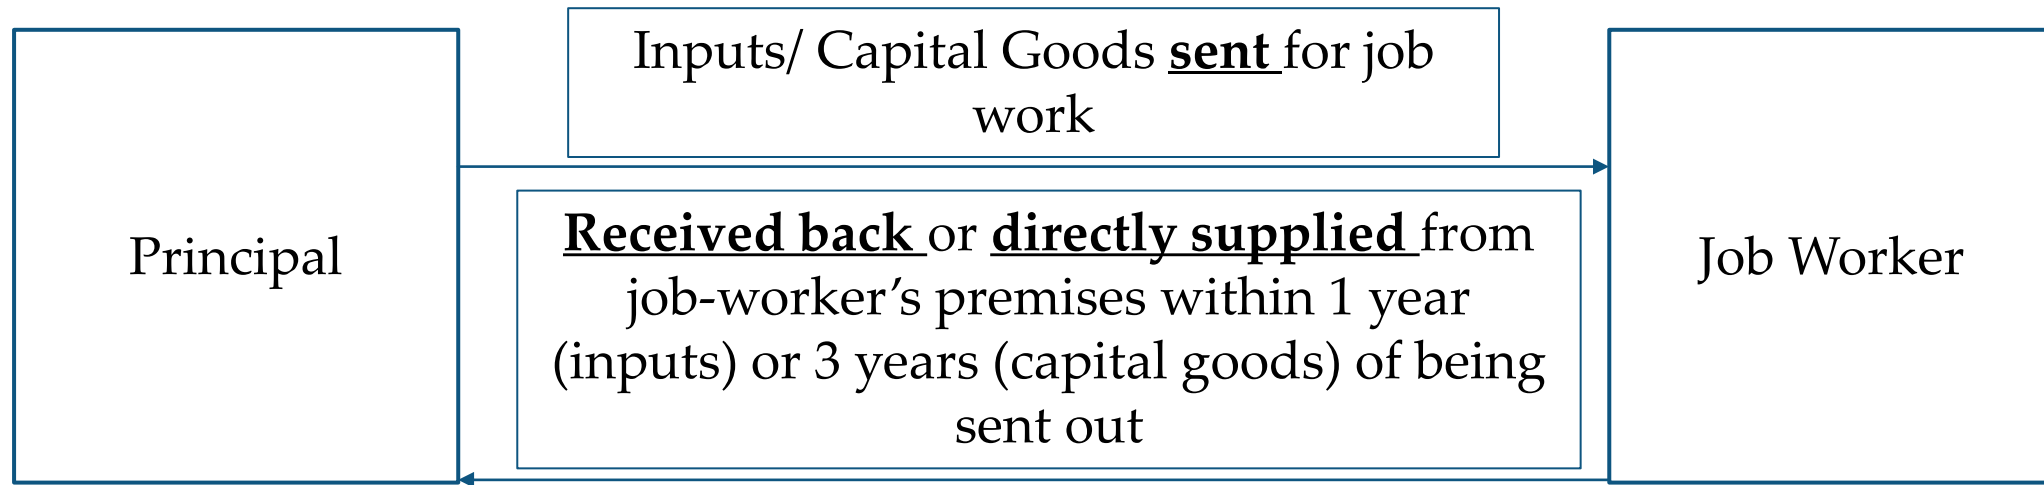 Inputs/ Capital Goods sent for job
work
Principal
Received back or directly supplied from
job-worker’s premises within 1 year
(inputs) or 3 years (capital goods) of being
sent out
Job Worker